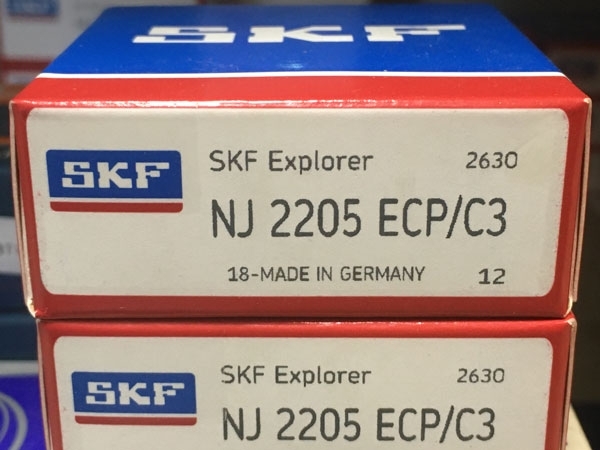 SKF
SKF
SKF Explorer 2630
NJ 2205 ECP/C3
18-MADE IN GERMANY 12
SKF
SKF Explorer 2630
NJ 2205 ECP/C3